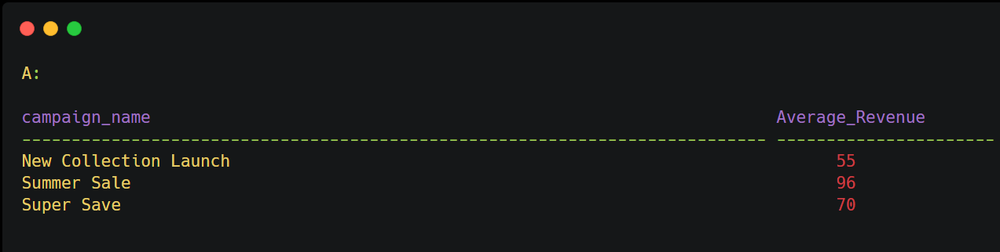 A:
campaign_name Average_Revenue
--------------------------------------------------------------------------- ----------------------
New Collection Launch 55
Summer Sale 96
Super Save 70